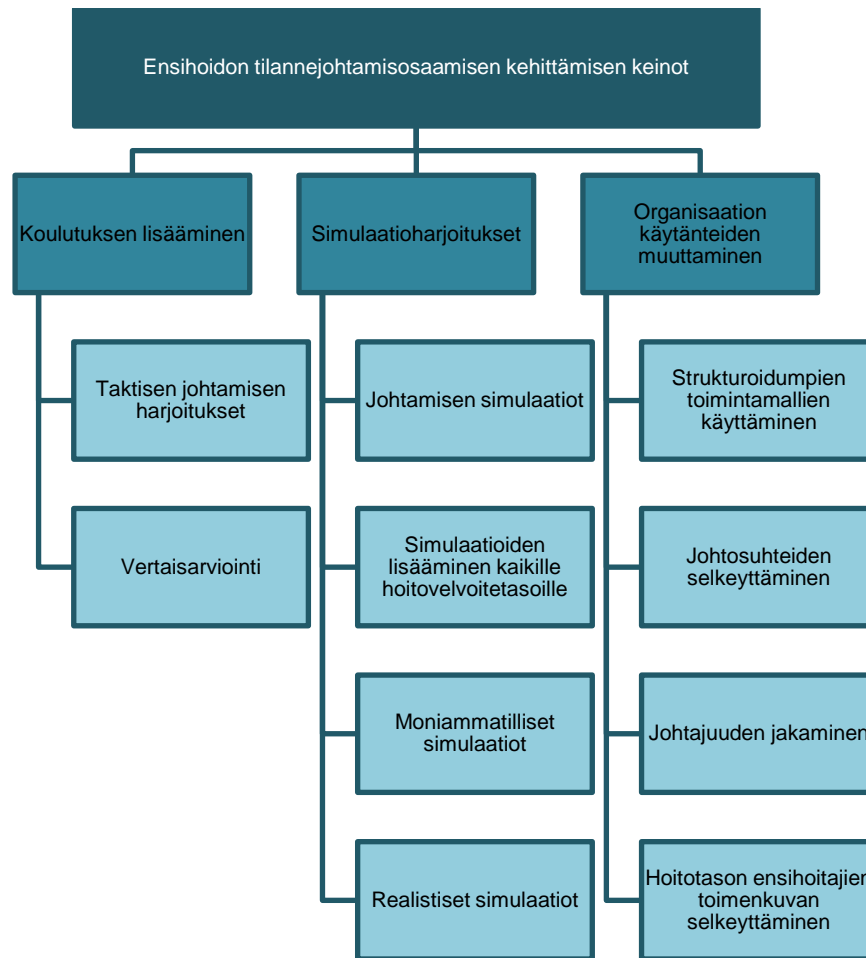 Ensihoidon tilannejohtamisosaamisen kehittämisen keinot
Koulutuksen lisääminen
Taktisen johtamisen
harjoitukset
Vertaisarviointi
Simulaatioharjoitukset
Johtamisen simulaatiot
Simulaatioiden
lisääminen kaikille
hoitovelvoitetasoille
Moniammatilliset
simulaatiot
Realistiset simulaatiot
Organisaation
käytänteiden
muuttaminen
Strukturoidumpien
toimintamallien
käyttäminen
Johtosuhteiden
selkeyttäminen
Johtajuuden jakaminen
Hoitotason ensihoitajien
toimenkuvan
selkeyttäminen